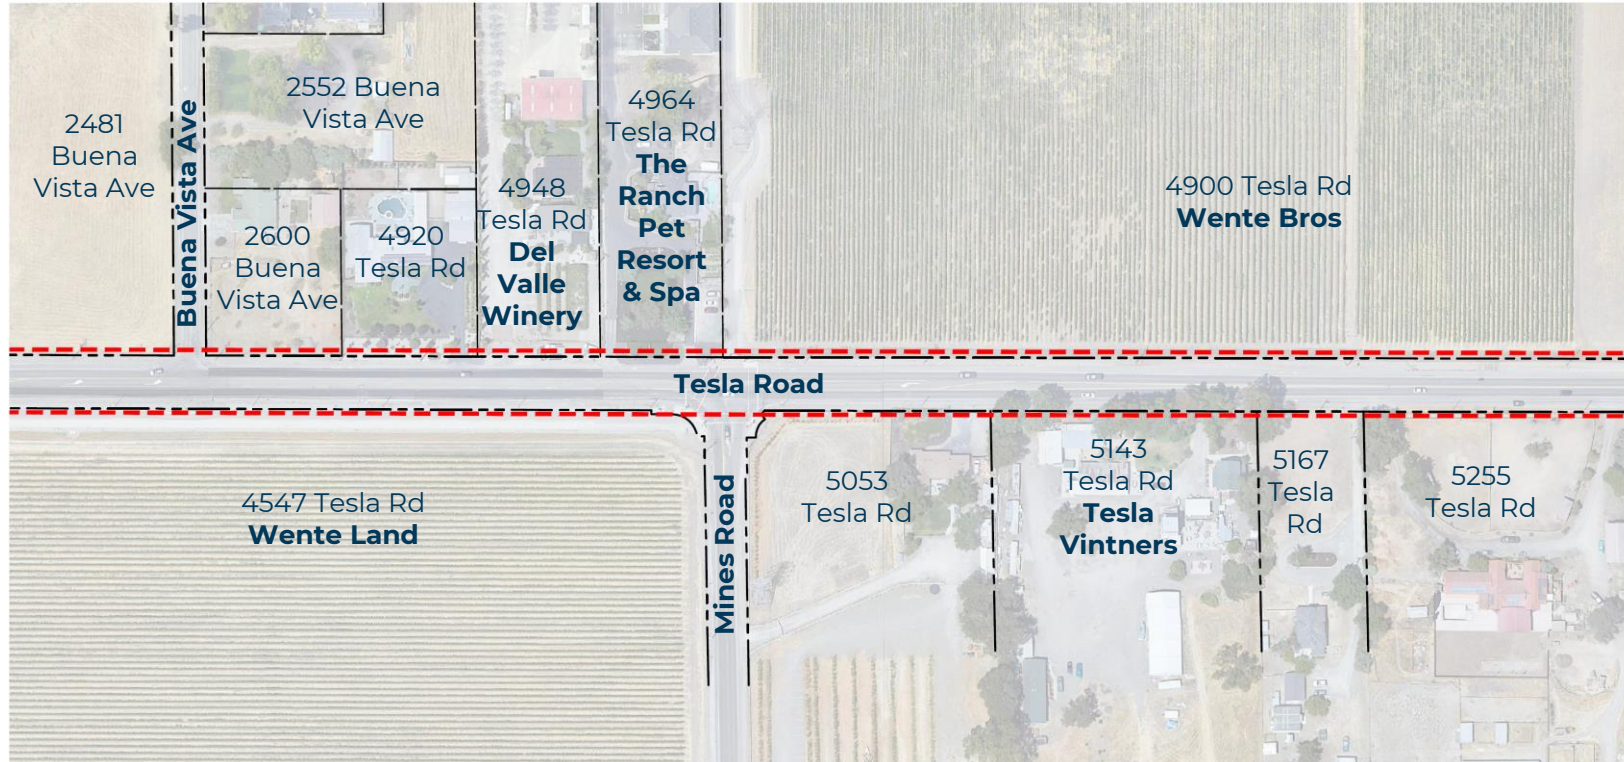 2481
Buena
Vista Ave
Buena Vista Ave
2552 Buena
Vista Ave
2600
Buena
Vista Ave
4920
Tesla Rd
4948
Tesla Rd
Del
Valle
Winery
4964
Tesla Rd
The
Ranch
Pet
Resort
& Spa
4900 Tesla Rd
Wente Bros
Tesla Road
4547 Tesla Rd
Wente Land
Mines Road
5053
Tesla Rd
5143
Tesla Rd
Tesla
Vintners
5167
Tesla
Rd
5255
Tesla Rd